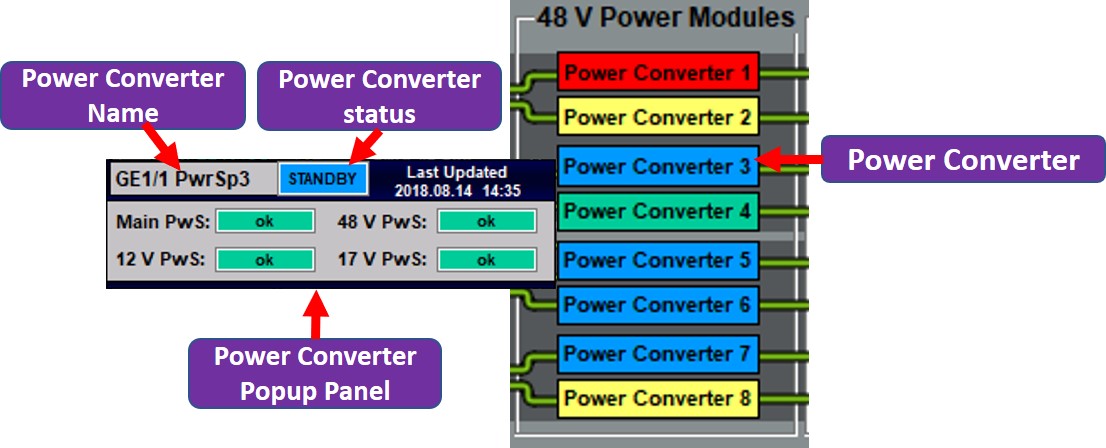 48 V Power Modules
Power Converter
Name
Power Converter
status
Power Converter 1
Power Converter 2
Power Converter 3
Power Converter
GE1/1 PwrSp3
STANDBY
Last Updated
2018.08.14 14:35
Main PwS: ok 48 V PwS: ok
12 V PwS: ok 17 V PwS: ok
Power Converter 4
Power Converter 5
Power Converter 6
Power Converter 7
Power Converter 8
Power Converter
Popup Panel